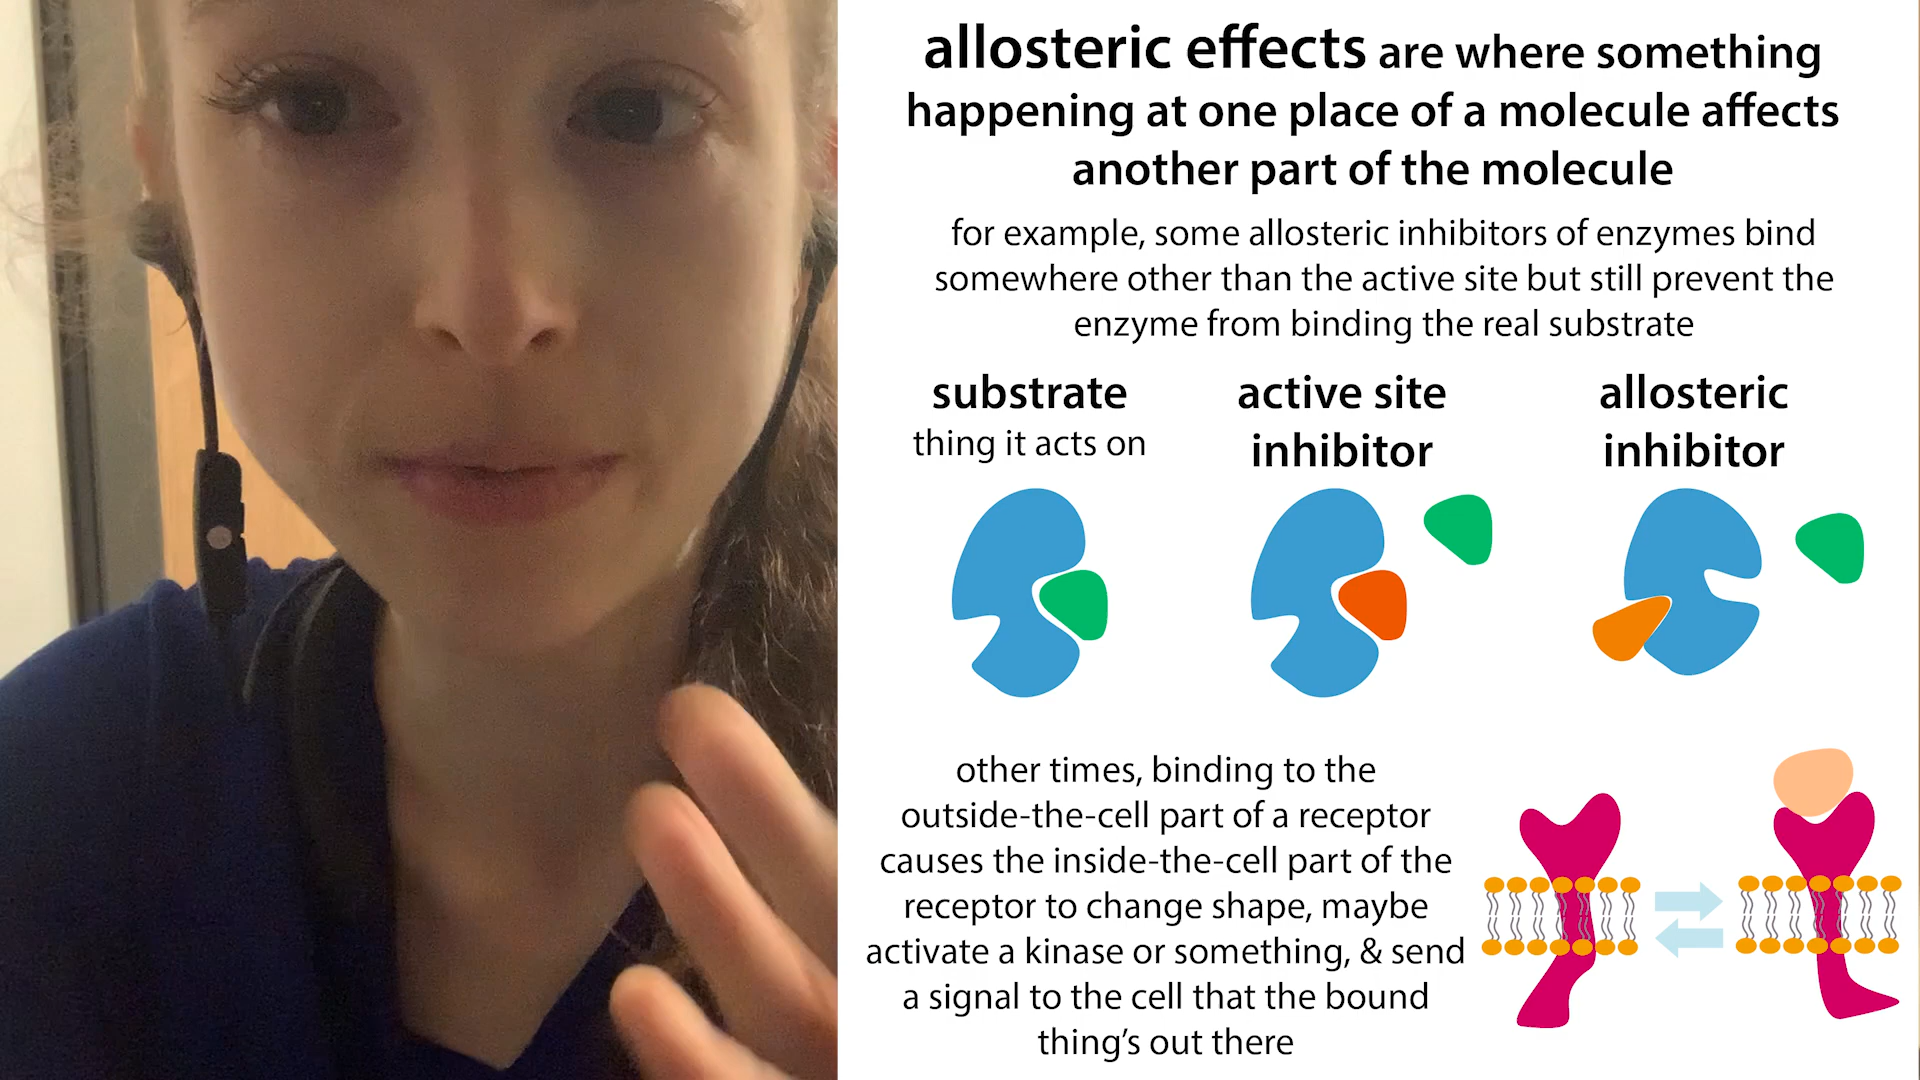 allosteric effects are where something
happening at one place of a molecule affects
another part of the molecule
for example, some allosteric inhibitors of enzymes bind
somewhere other than the active site but still prevent the
enzyme from binding the real substrate
substrate
thing it acts on
active site
inhibitor
allosteric
inhibitor
other times, binding to the
outside-the-cell part of a receptor
causes the inside-the-cell part of the
receptor to change shape, maybe
activate a kinase or something, & send
a signal to the cell that the bound
thing's out there